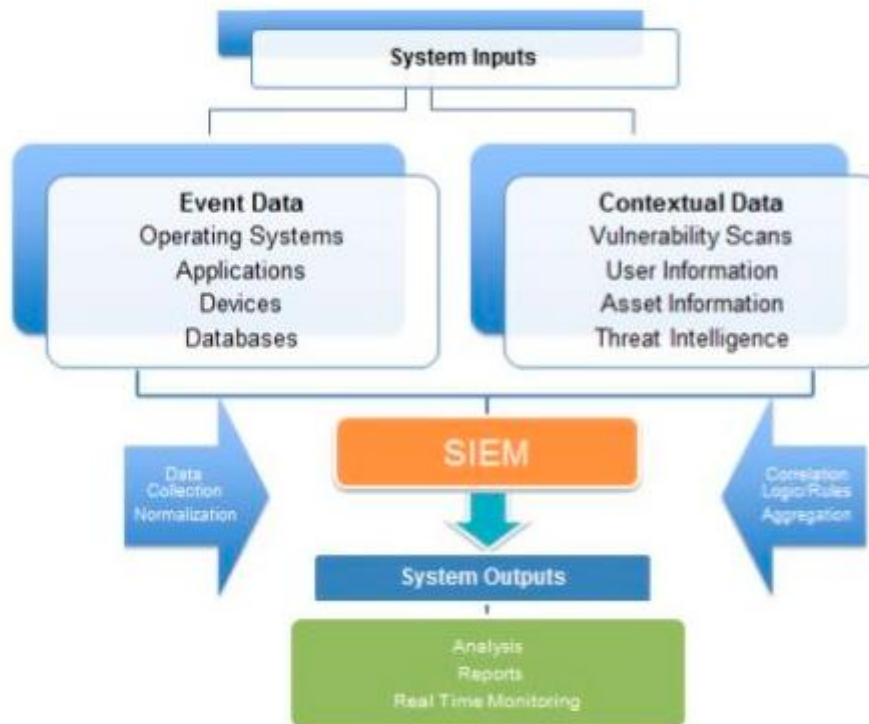 System Inputs
Event Data
Operating Systems
Applications
Devices
Databases
Contextual Data
Vulnerability Scans
User Information
Asset Information
Threat Intelligence
SIEM
Data
Collection
Normalization
Correlation
Logic/Rules
Aggregation
System Outputs
Analysis
Reports
Real Time Monitoring